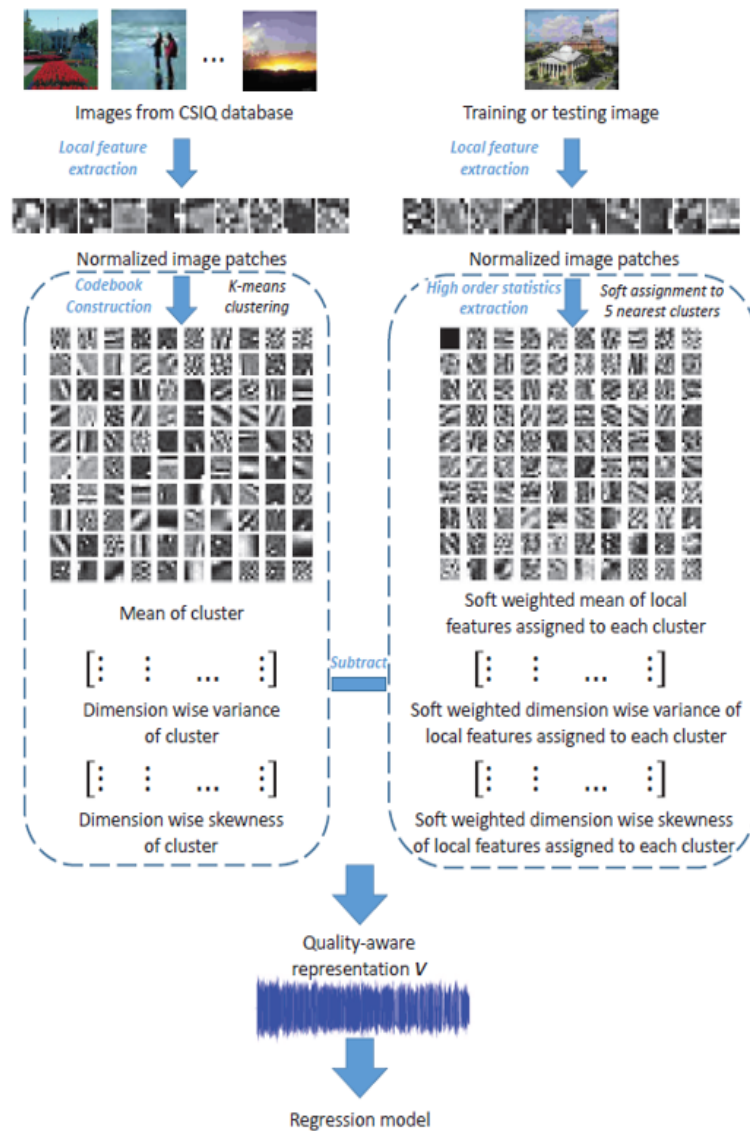 ...
Images from CSIQ database
Local feature
extraction
Normalized image patches
Codebook
Construction
K-means
clustering
Mean of cluster
[⋮ ⋮ ... ⋮]
Dimension wise variance
of cluster
[⋮ ⋮ ... ⋮]
Dimension wise skewness
of cluster
Subtract
Training or testing image
Local feature
extraction
Normalized image patches
High order statistics
extraction
Soft assignment to
5 nearest clusters
Soft weighted mean of local
features assigned to each cluster
[⋮ ⋮ ... ⋮]
Soft weighted dimension wise variance of
local features assigned to each cluster
[⋮ ⋮ ... ⋮]
Soft weighted dimension wise skewness
of local features assigned to each cluster
Quality-aware
representation V
Regression model